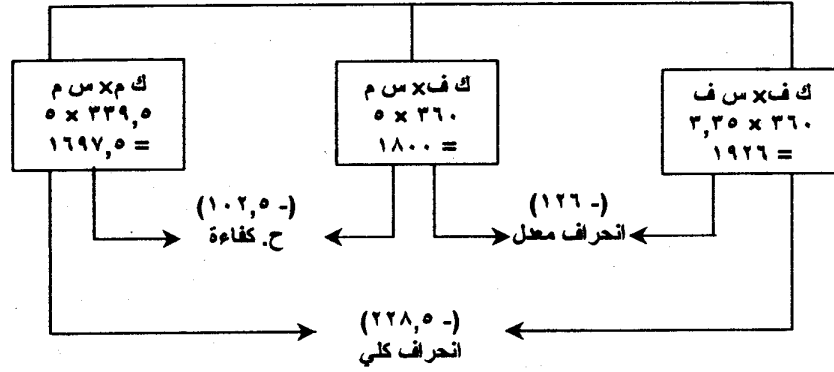 ك ف× س ف
٣٦٠ × ٣,٣٥
= ١٩٢٦
ك ف× س م
٣٦٠ × ٥
= ١٨٠٠
ك م× س م
٣٣٩,٥ × ٥
= ١٦٩٧,٥
(- ١٢٦)
انحراف معدل
(- ١٠٢,٥)
ح. كفاءة
(- ٢٢٨,٥)
انحراف كلي